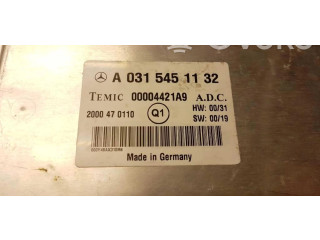 A 031 545 11 32
TEMIC 00004421A9 A.D.C.
HW: 00/31
2000 47 0110 Q1
SW: 00/19
Made in Germany